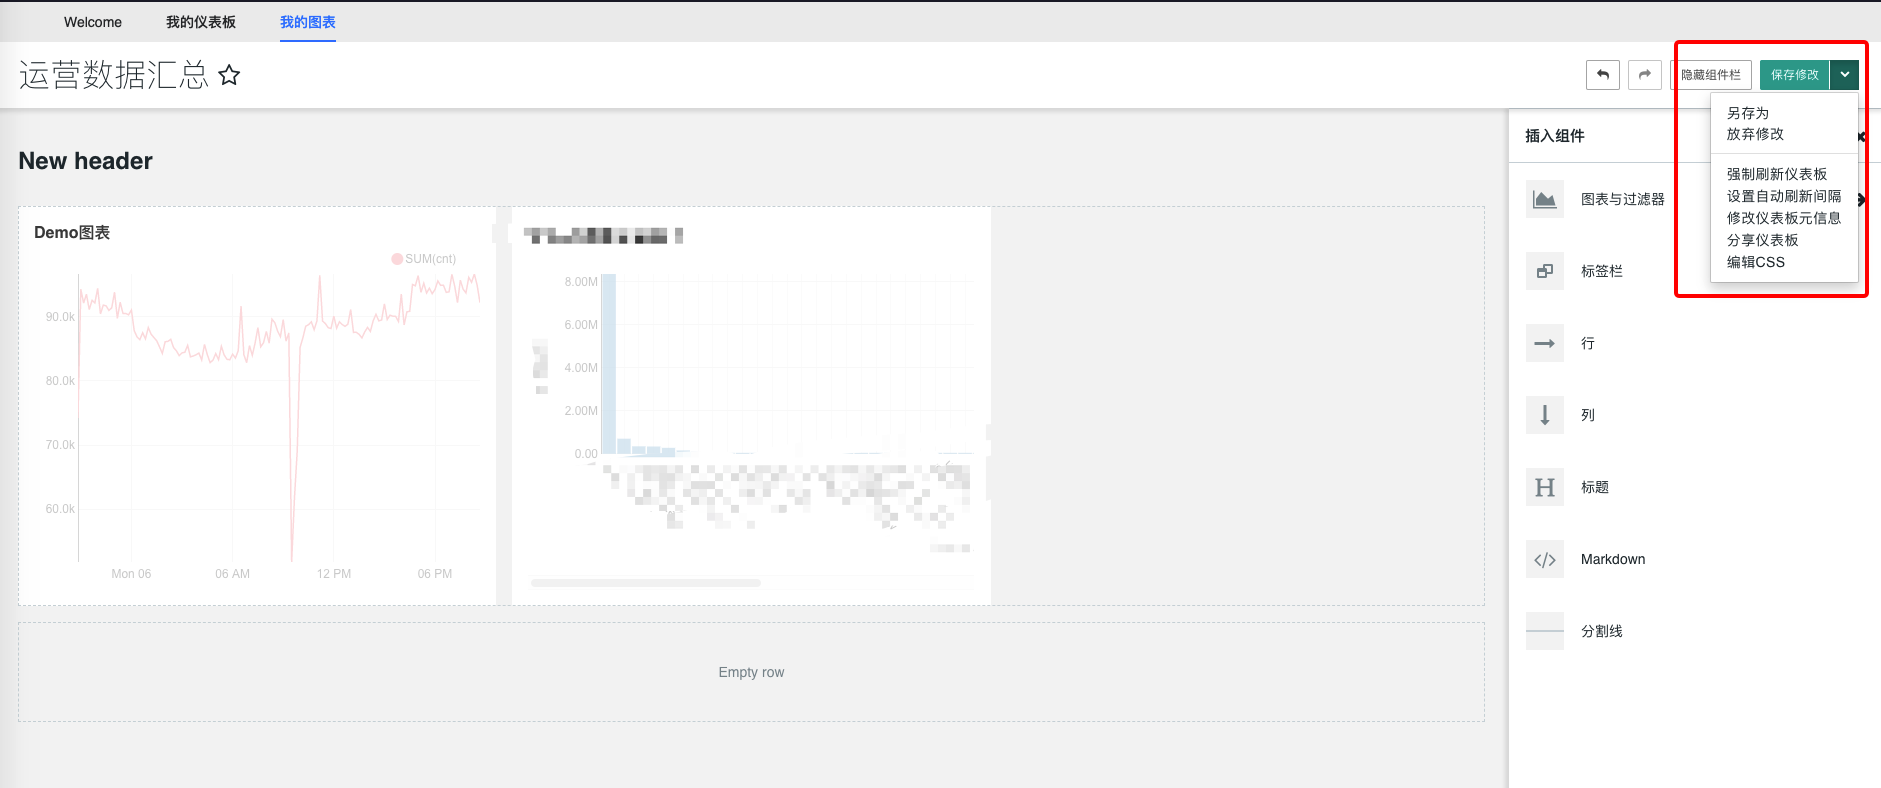 Welcome
我的仪表板
我的图表
运营数据汇总
隐藏组件栏
保存修改
另存为
放弃修改
强制刷新仪表板
设置自动刷新间隔
修改仪表板元信息
分享仪表板
编辑CSS
New header
Demo图表
SUM(cnt)
90.0k
80.0k
70.0k
60.0k
Mon 06
06 AM
12 PM
06 PM
8.00M
6.00M
4.00M
2.00M
0.00
Empty row
插入组件
图表与过滤器
标签栏
行
列
H
标题
</>
Markdown
分割线